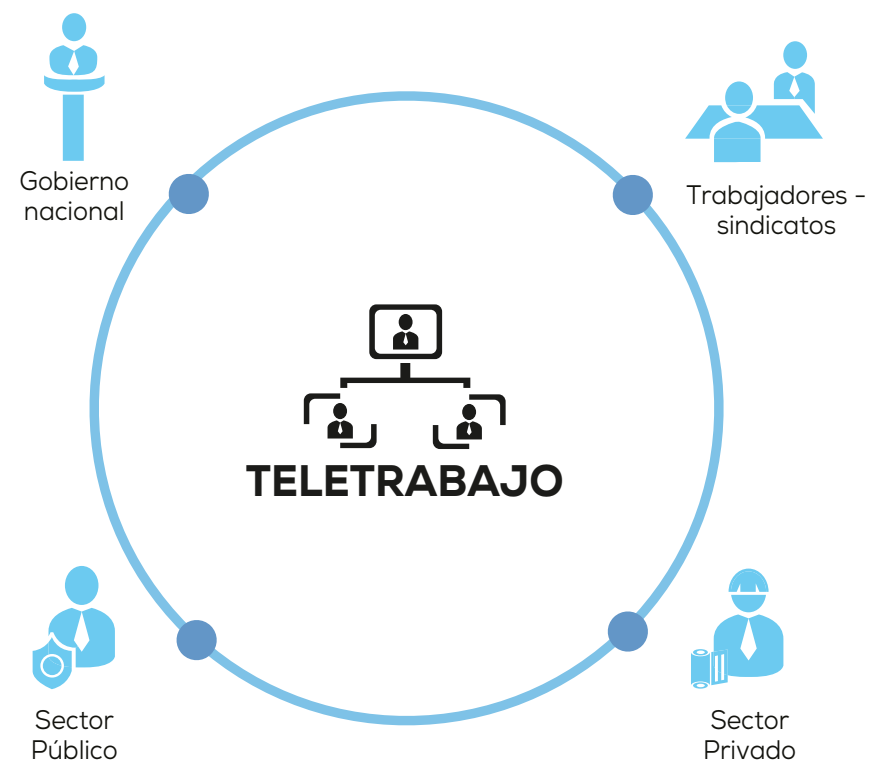 Gobierno
nacional
Trabajadores -
sindicatos
TELETRABAJO
Sector
Público
Sector
Privado